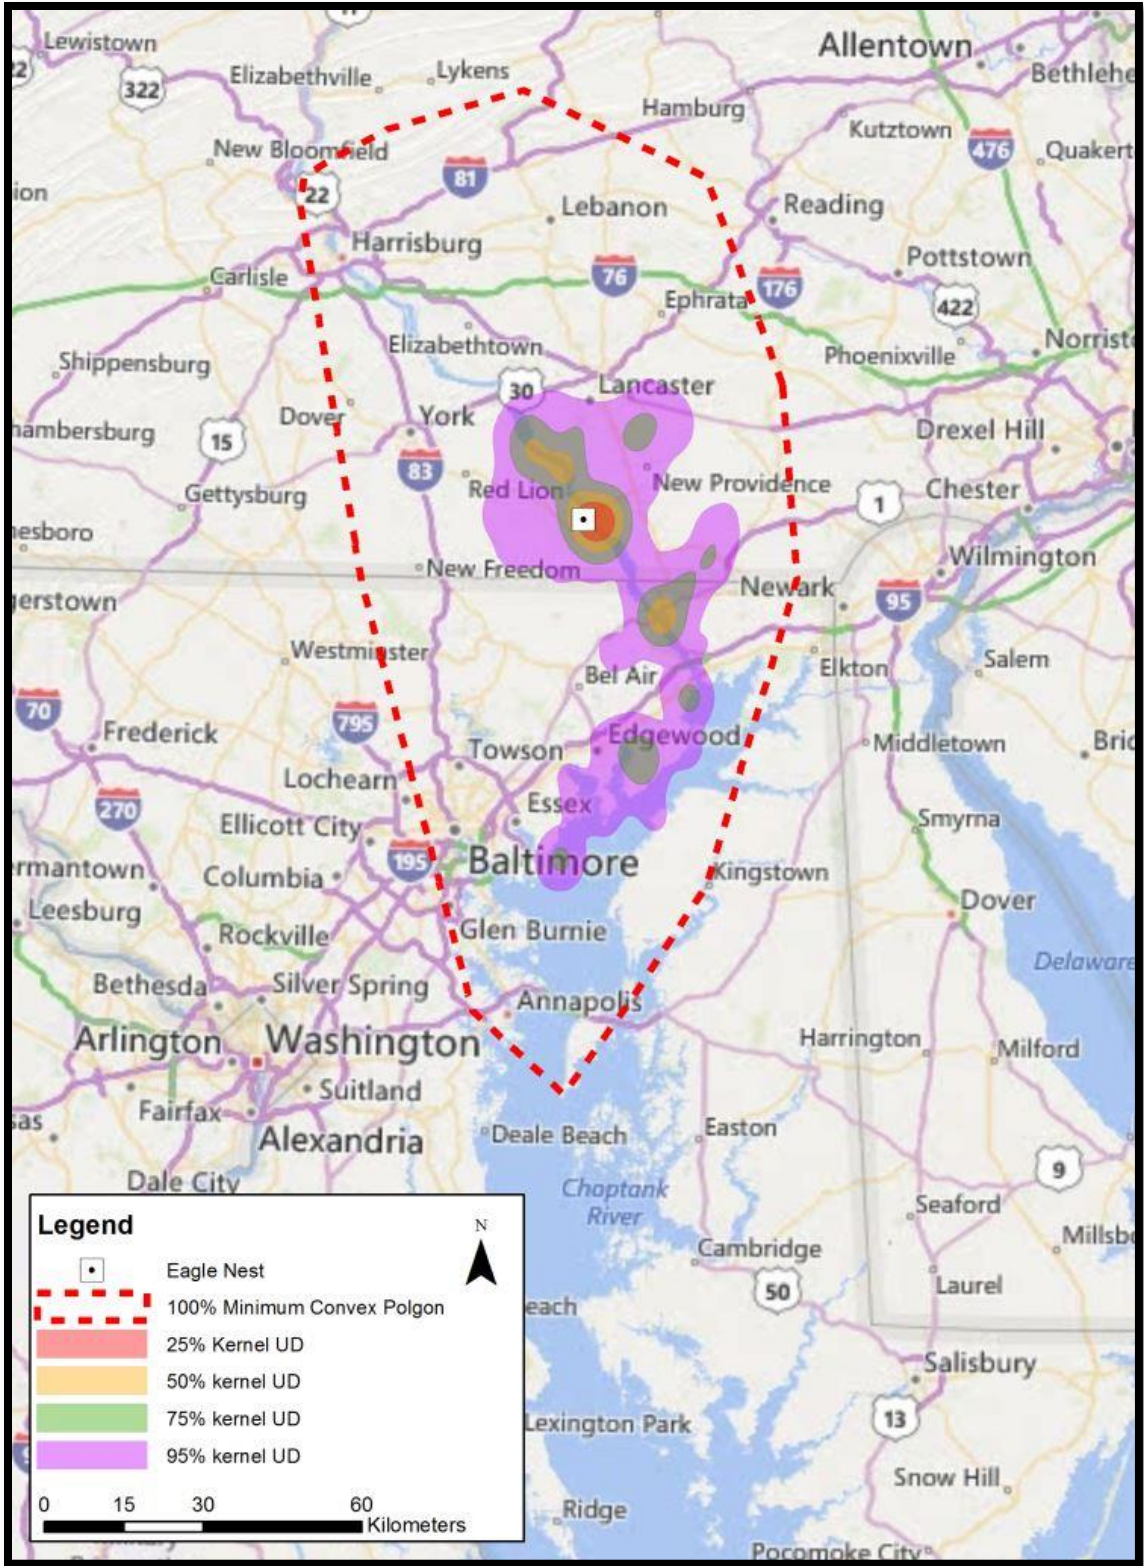 Lewistown
Allentown
22
322
Elizabethville
Lykens
Bethlehe
Hamburg
Kutztown
476
New Bloomfield
Quakert
81
22
ion
Lebanon
Reading
Harrisburg
Pottstown
Carlisle
76
176
Ephrata
422
Elizabethtown
Norristo
Phoenixville
Shippensburg
30
Lancaster
Dover
York
hambersburg
15
Drexel Hill
83
Red Lion
New Providence
Chester
Gettysburg
1
nesboro
Wilmington
New Freedom
Newark
gerstown
95
Westminster
Elkton
Salem
Bel Air
70
795
Frederick
Edgewood
Middletown
Bric
Towson
Lochearn
270
Essex
Ellicott City
Smyrna
195
Baltimore
rmantown
Columbia
Kingstown
Leesburg
Dover
Rockville
Glen Burnie
Delaware
Bethesda
Silver Spring
Annapolis
Arlington
Washington
Harrington
Milford
Suitland
Fairfax
sas
Deale Beach
Easton
Alexandria
9
Dale City
Choptank
River
Seaford
Cambridge
Millsbo
50
Laurel
each
Salisbury
13
Lexington Park
Snow Hill
Ridge
Pocomoke City
Legend
N
Eagle Nest
100% Minimum Convex Polgon
25% Kernel UD
50% kernel UD
75% kernel UD
95% kernel UD
0 15 30 60
Kilometers